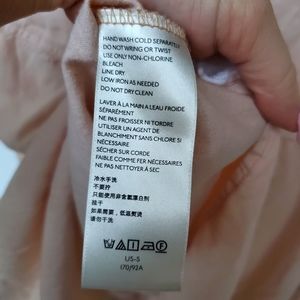 HAND WASH COLD SEPARATELY
DO NOT WRING OR TWIST
USE ONLY NON-CHLORINE
BLEACH
LINE DRY
LOW IRON AS NEEDED
DO NOT DRY CLEAN
LAVER À LA MAIN A L'EAU FROIDE
SÉPARÉMENT
NE PAS FROISSER NI TORDRE
UTILISER UN AGENT DE
BLANCHIMENT SANS CHLORE SI
NÉCESSAIRE
SÉCHER SUR CORDE
FAIBLE COMME FER NÉCESSAIRES
NE PAS NETTOYER À SEC
冷水手洗
不要拧
只能使用非含氯漂白剂
挂干
如果需要，低温熨烫
请勿干洗
US-S
(70)/92A